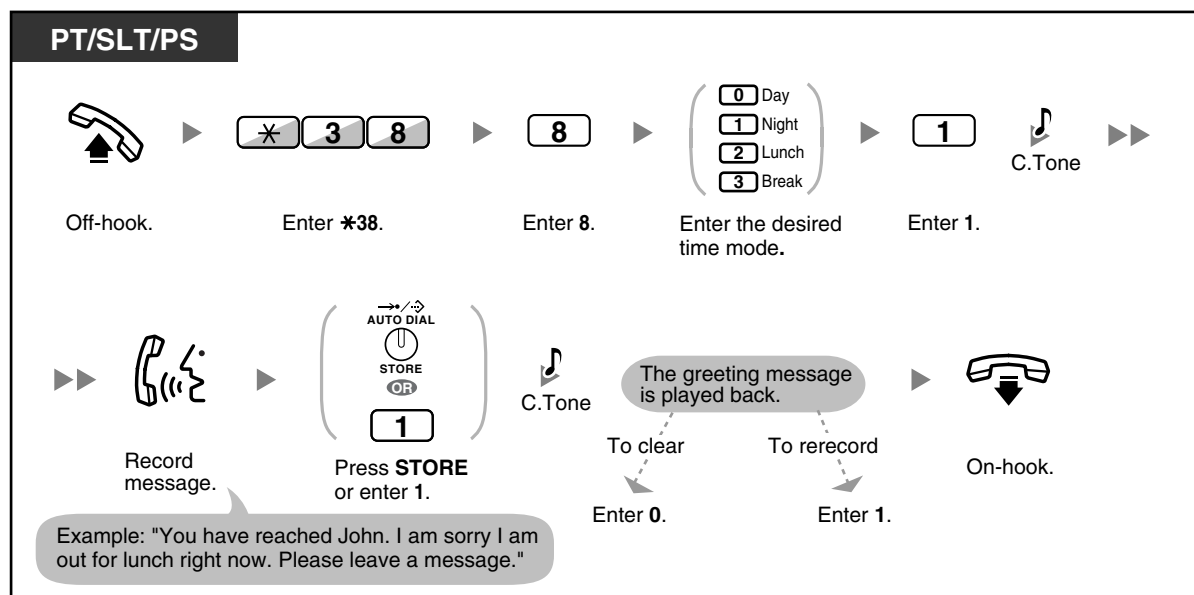 PT/SLT/PS
0 Day
1 Night
2 Lunch
3 Break
* 3 8
8
1
C.Tone
Off-hook.
Enter *38.
Enter 8.
Enter the desired
time mode.
Enter 1.
AUTO DIAL
STORE
OR
1
C.Tone
The greeting message
is played back.
To clear
To rerecord
Record
message.
Press STORE
or enter 1.
Enter 0.
Enter 1.
On-hook.
Example: "You have reached John. I am sorry I am
out for lunch right now. Please leave a message."